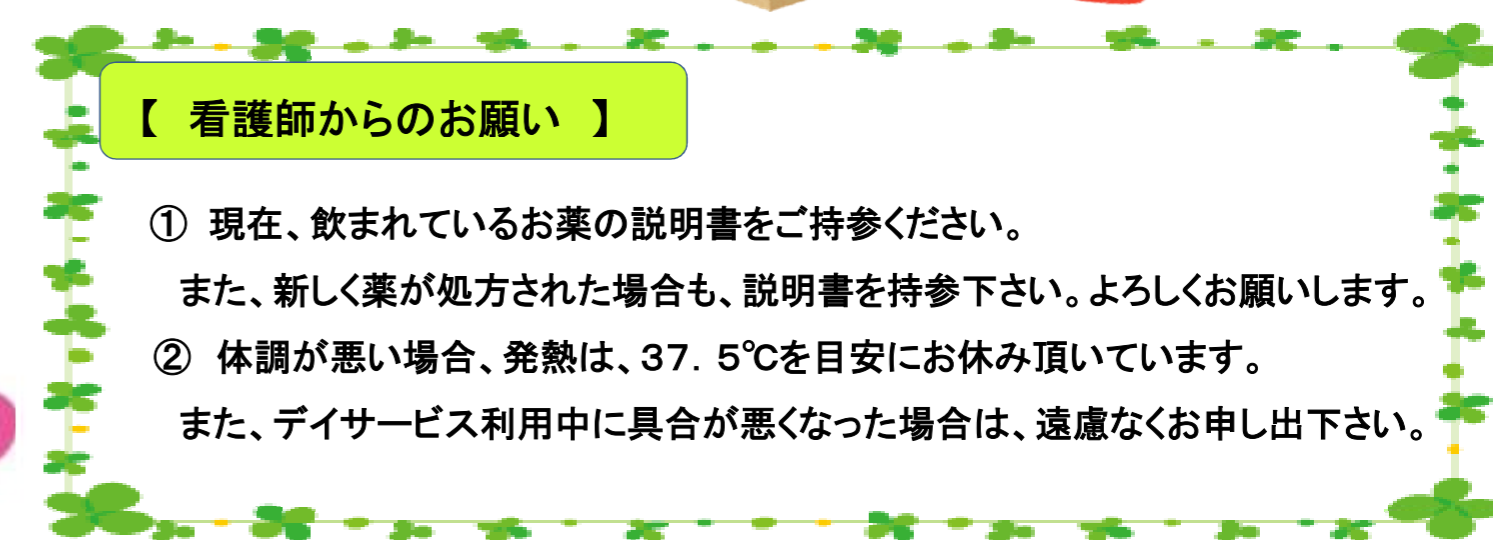 【　看護師からのお願い　】
①　現在、飲まれているお薬の説明書をご持参ください。
また、新しく薬が処方された場合も、説明書を持参下さい。よろしくお願いします。
②　体調が悪い場合、発熱は、３７．５℃を目安にお休み頂いています。
また、デイサービス利用中に具合が悪くなった場合は、遠慮なくお申し出下さい。